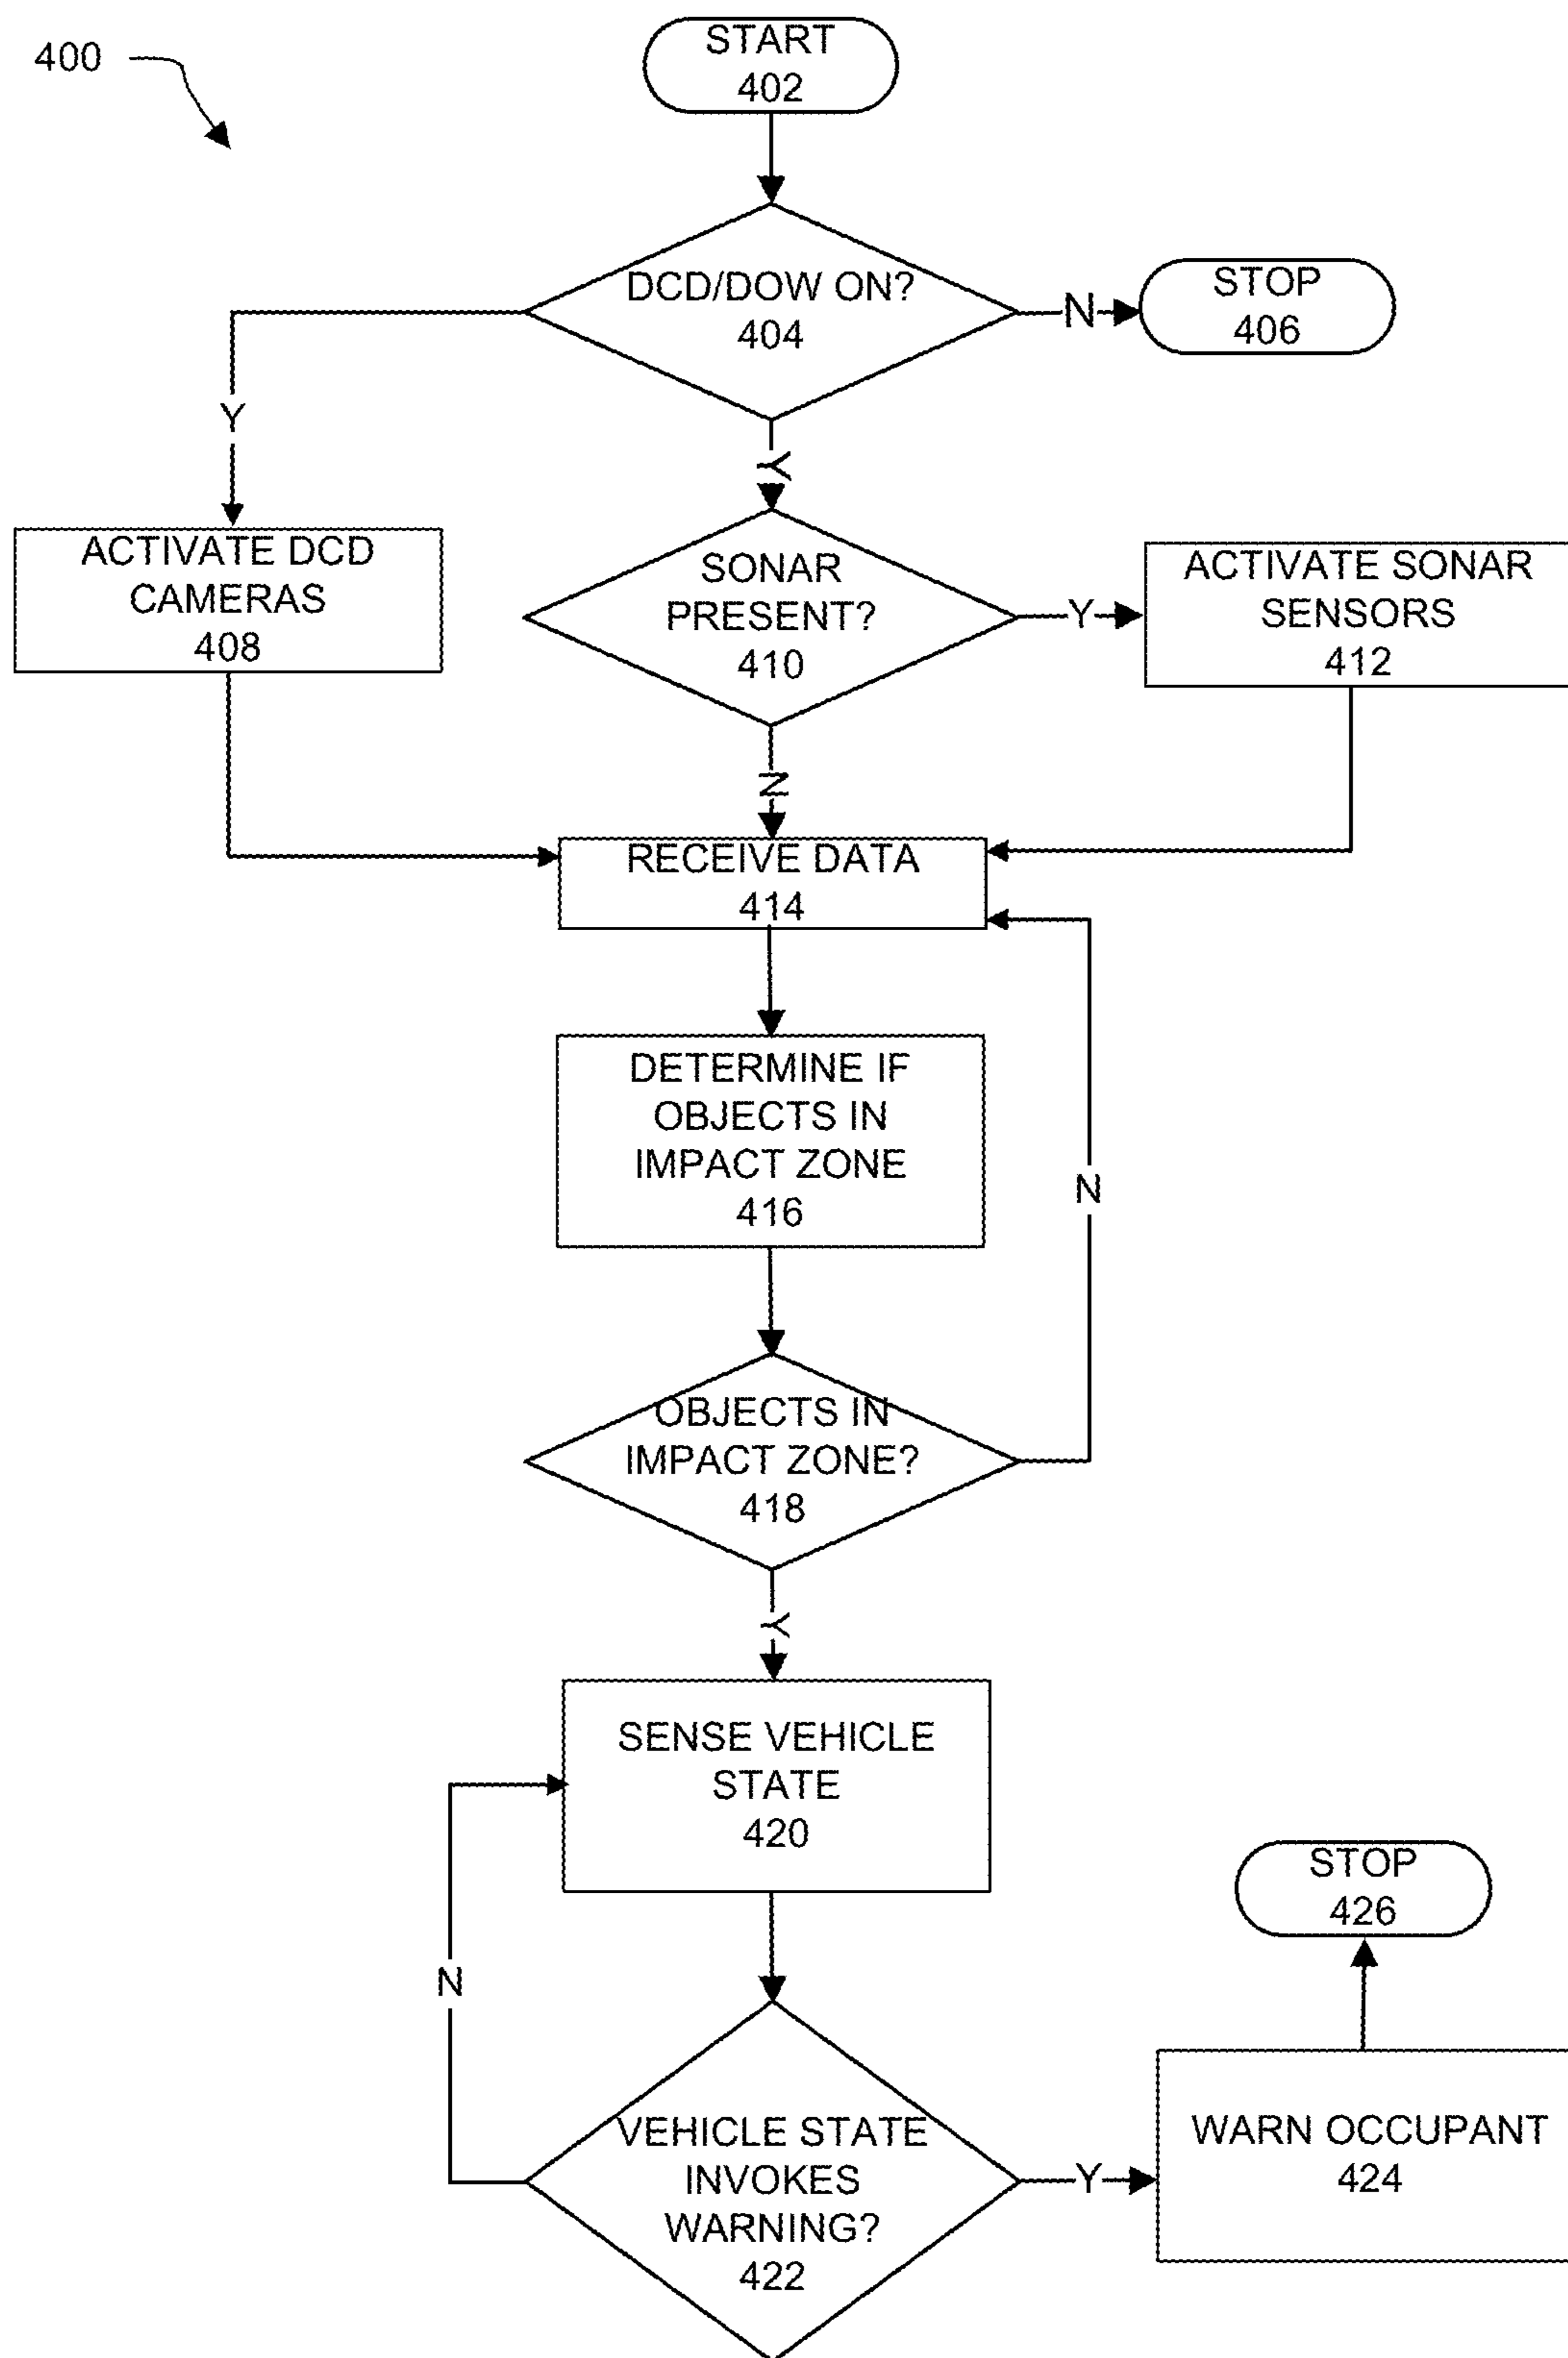 400
START
402
DCD/DOW ON?
404
N
STOP
406
Y
Y
ACTIVATE DCD
CAMERAS
408
SONAR
PRESENT?
410
Y
ACTIVATE SONAR
SENSORS
412
N
RECEIVE DATA
414
DETERMINE IF
OBJECTS IN
IMPACT ZONE
416
N
OBJECTS IN
IMPACT ZONE?
418
Y
SENSE VEHICLE
STATE
420
STOP
426
N
VEHICLE STATE
INVOKES
WARNING?
422
Y
WARN OCCUPANT
424